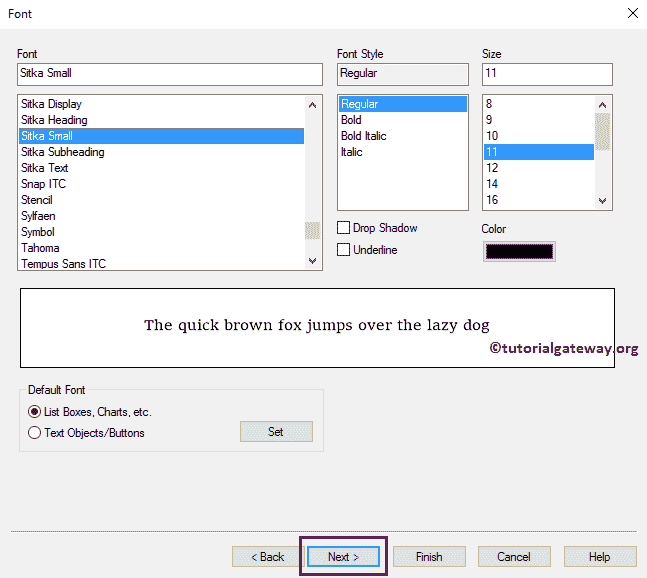 Font
Font Font Style Size
Sitka Small Regular 11
Sitka Display Regular 8
Sitka Heading Bold 9
Sitka Small Bold Italic 10
Sitka Subheading Italic 11
Sitka Text 12
Snap ITC 14
Stencil 16
Sylfaen
Symbol
Tahoma
Tempus Sans ITC
Drop Shadow Color
Underline
The quick brown fox jumps over the lazy dog
©tutorialgateway.org
Default Font
List Boxes, Charts, etc.
Text Objects/Buttons Set
< Back Next > Finish Cancel Help